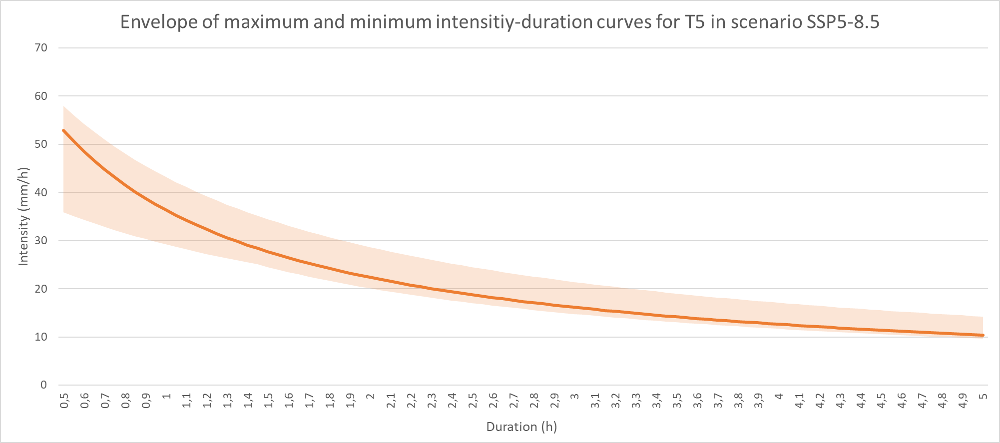 Envelope of maximum and minimum intensitiy-duration curves for T5 in scenario SSP5-8.5
70
60
50
40
30
20
10
0
Intensity (mm/h)
0,5 0,6 0,7 0,8 0,9 1 1,1 1,2 1,3 1,4 1,5 1,6 1,7 1,8 1,9 2 2,1 2,2 2,3 2,4 2,5 2,6 2,7 2,8 2,9 3 3,1 3,2 3,3 3,4 3,5 3,6 3,7 3,8 3,9 4 4,1 4,2 4,3 4,4 4,5 4,6 4,7 4,8 4,9 5
Duration (h)